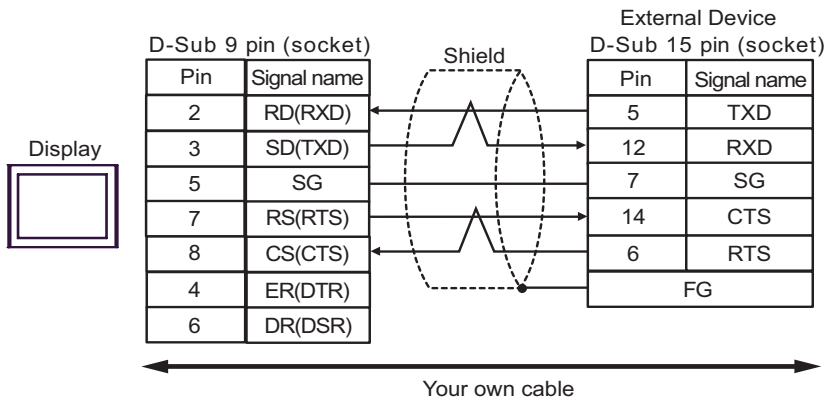 External Device
D-Sub 9 pin (socket)
Shield
D-Sub 15 pin (socket)
Pin Signal name
Pin Signal name
2 RD(RXD)
5 TXD
Display
3 SD(TXD)
12 RXD
5 SG
7 SG
7 RS(RTS)
14 CTS
8 CS(CTS)
6 RTS
4 ER(DTR)
FG
6 DR(DSR)
Your own cable